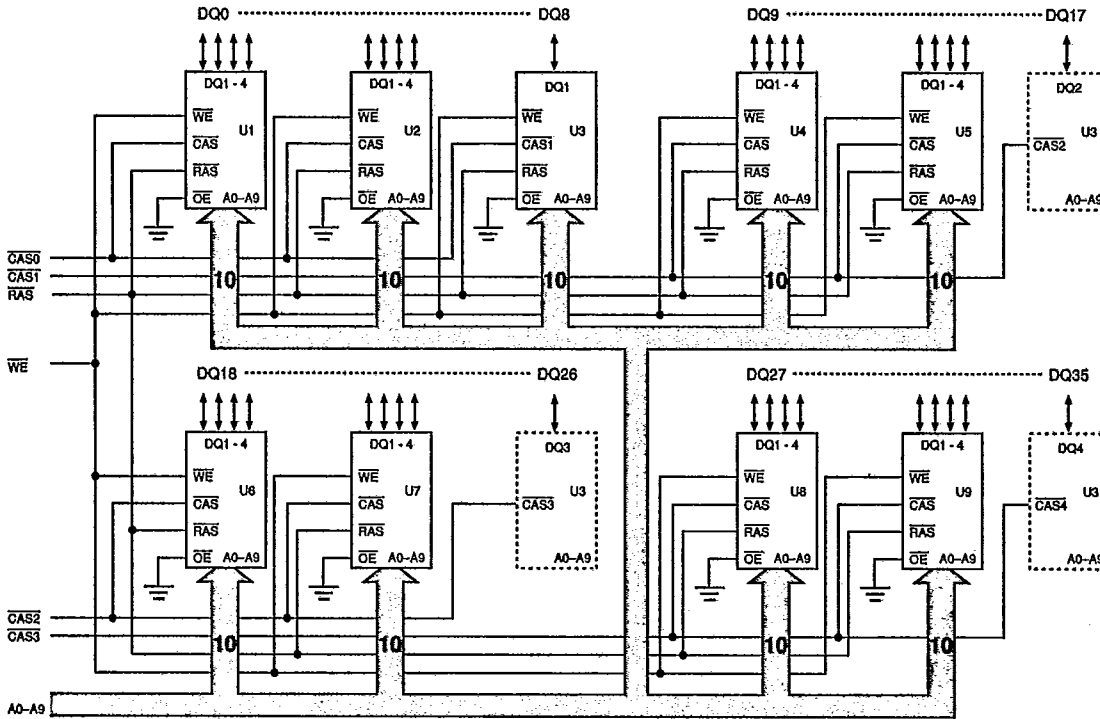 DQ0 DQ8 DQ9 DQ17
DQ1 - 4 DQ1 - 4 DQ1 DQ1 - 4 DQ1 - 4 DQ2
WE U1 WE U2 WE U3 WE U4 WE U5 U3
CAS CAS CAS1 CAS CAS CAS2
RAS RAS RAS RAS RAS
OE A0–A9 OE A0–A9 OE A0–A9 OE A0–A9 OE A0–A9 A0–A9
CAS0
CAS1 10 10 10 10 10
RAS
WE
DQ18 DQ26 DQ27 DQ35
DQ1 - 4 DQ1 - 4 DQ3 DQ1 - 4 DQ1 - 4 DQ4
WE U6 WE U7 U3 WE U8 WE U9 U3
CAS CAS CAS3 CAS CAS CAS4
RAS RAS RAS RAS
OE A0–A9 OE A0–A9 A0–A9 OE A0–A9 OE A0–A9 A0–A9
CAS2
CAS3 10 10 10 10
A0–A9